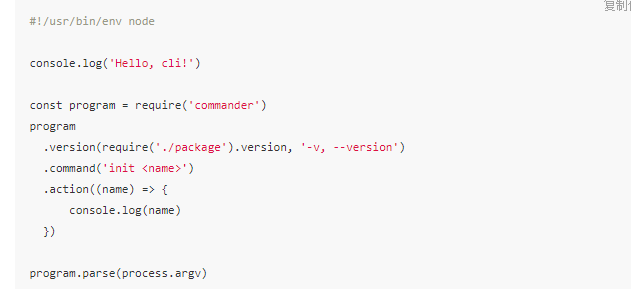 复制代
#!/usr/bin/env node
console.log('Hello, cli!')
const program = require('commander')
program
.version(require('./package').version, '-v, --version')
.command('init <name>')
.action((name) => {
console.log(name)
})
program.parse(process.argv)